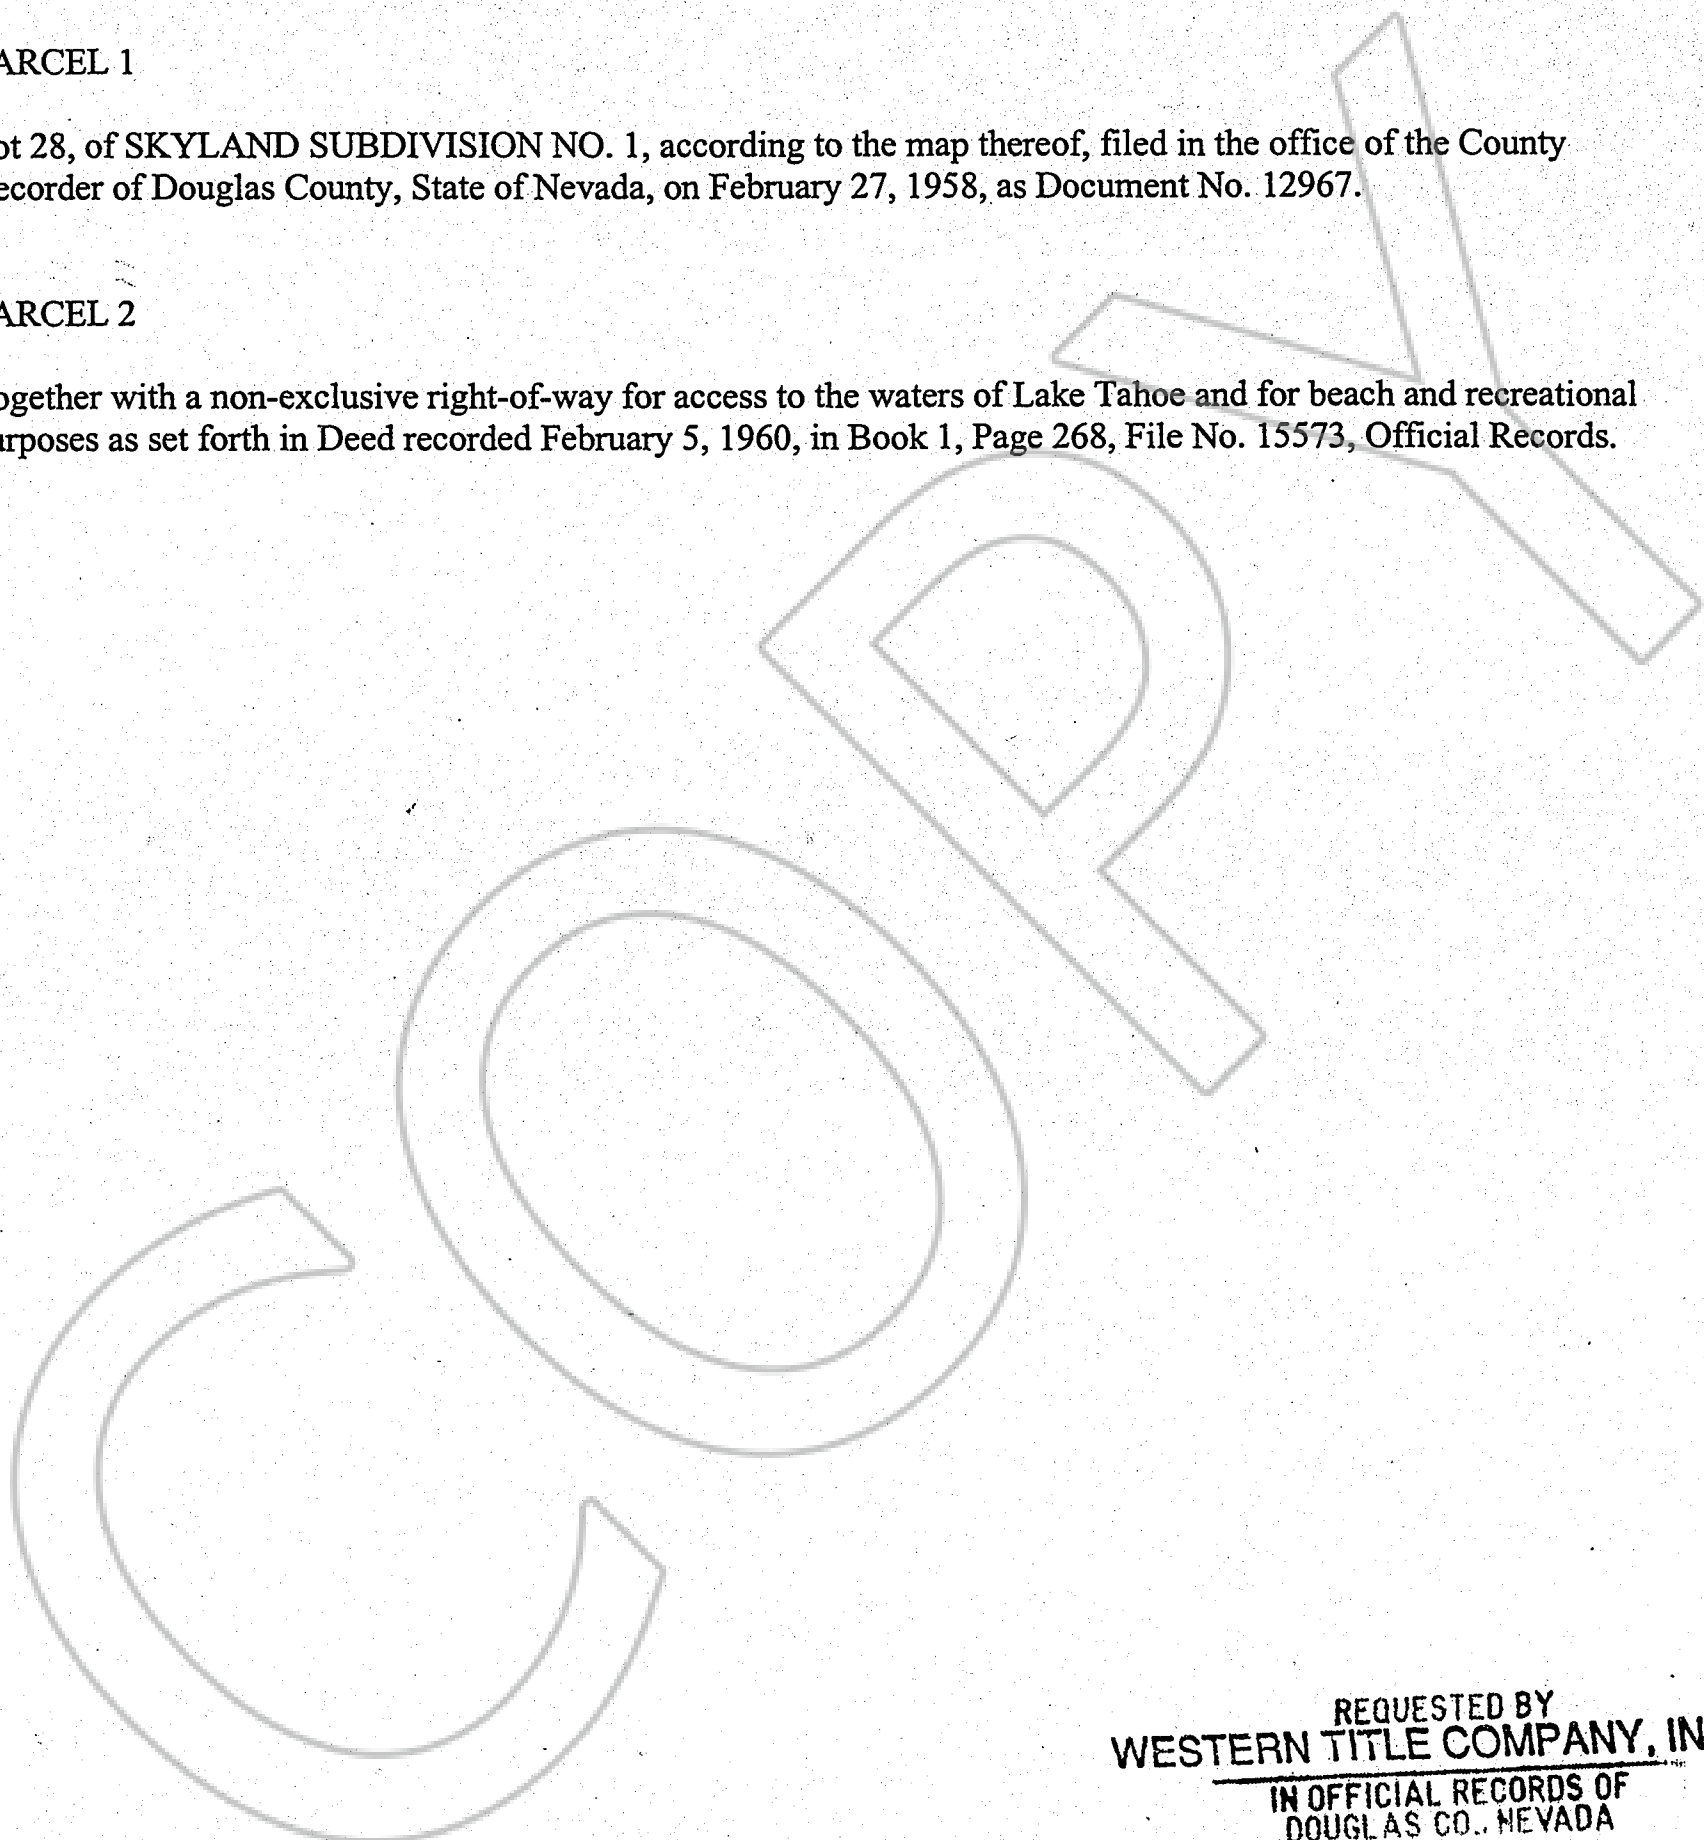 ARCEL 1
ot 28, of SKYLAND SUBDIVISION NO. 1, according to the map thereof, filed in the office of the County
ecorder of Douglas County, State of Nevada, on February 27, 1958, as Document No. 12967.
ARCEL 2
ogether with a non-exclusive right-of-way for access to the waters of Lake Tahoe and for beach and recreational
urposes as set forth in Deed recorded February 5, 1960, in Book 1, Page 268, File No. 15573, Official Records.
COPY
REQUESTED BY
WESTERN TITLE COMPANY, IN
IN OFFICIAL RECORDS OF
DOUGLAS CO., NEVADA